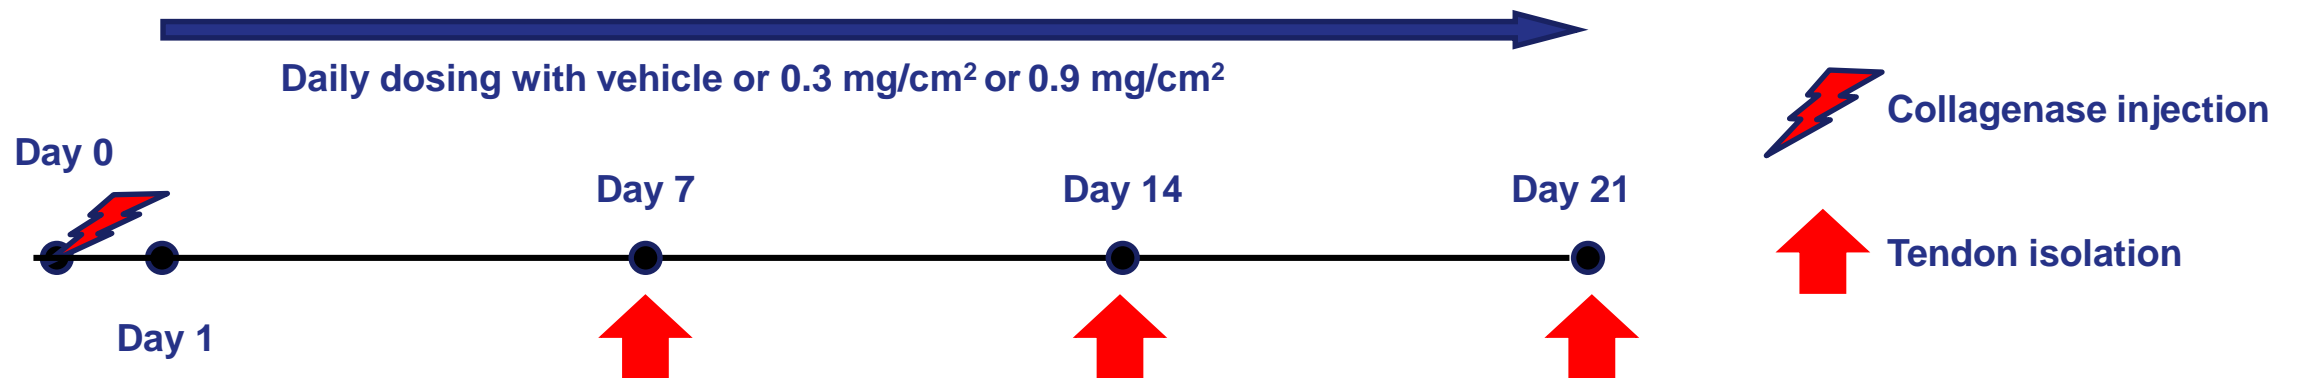 Daily dosing with vehicle or 0.3 mg/cm² or 0.9 mg/cm²
Collagenase injection
Day 0
Day 7
Day 14
Day 21
Tendon isolation
Day 1